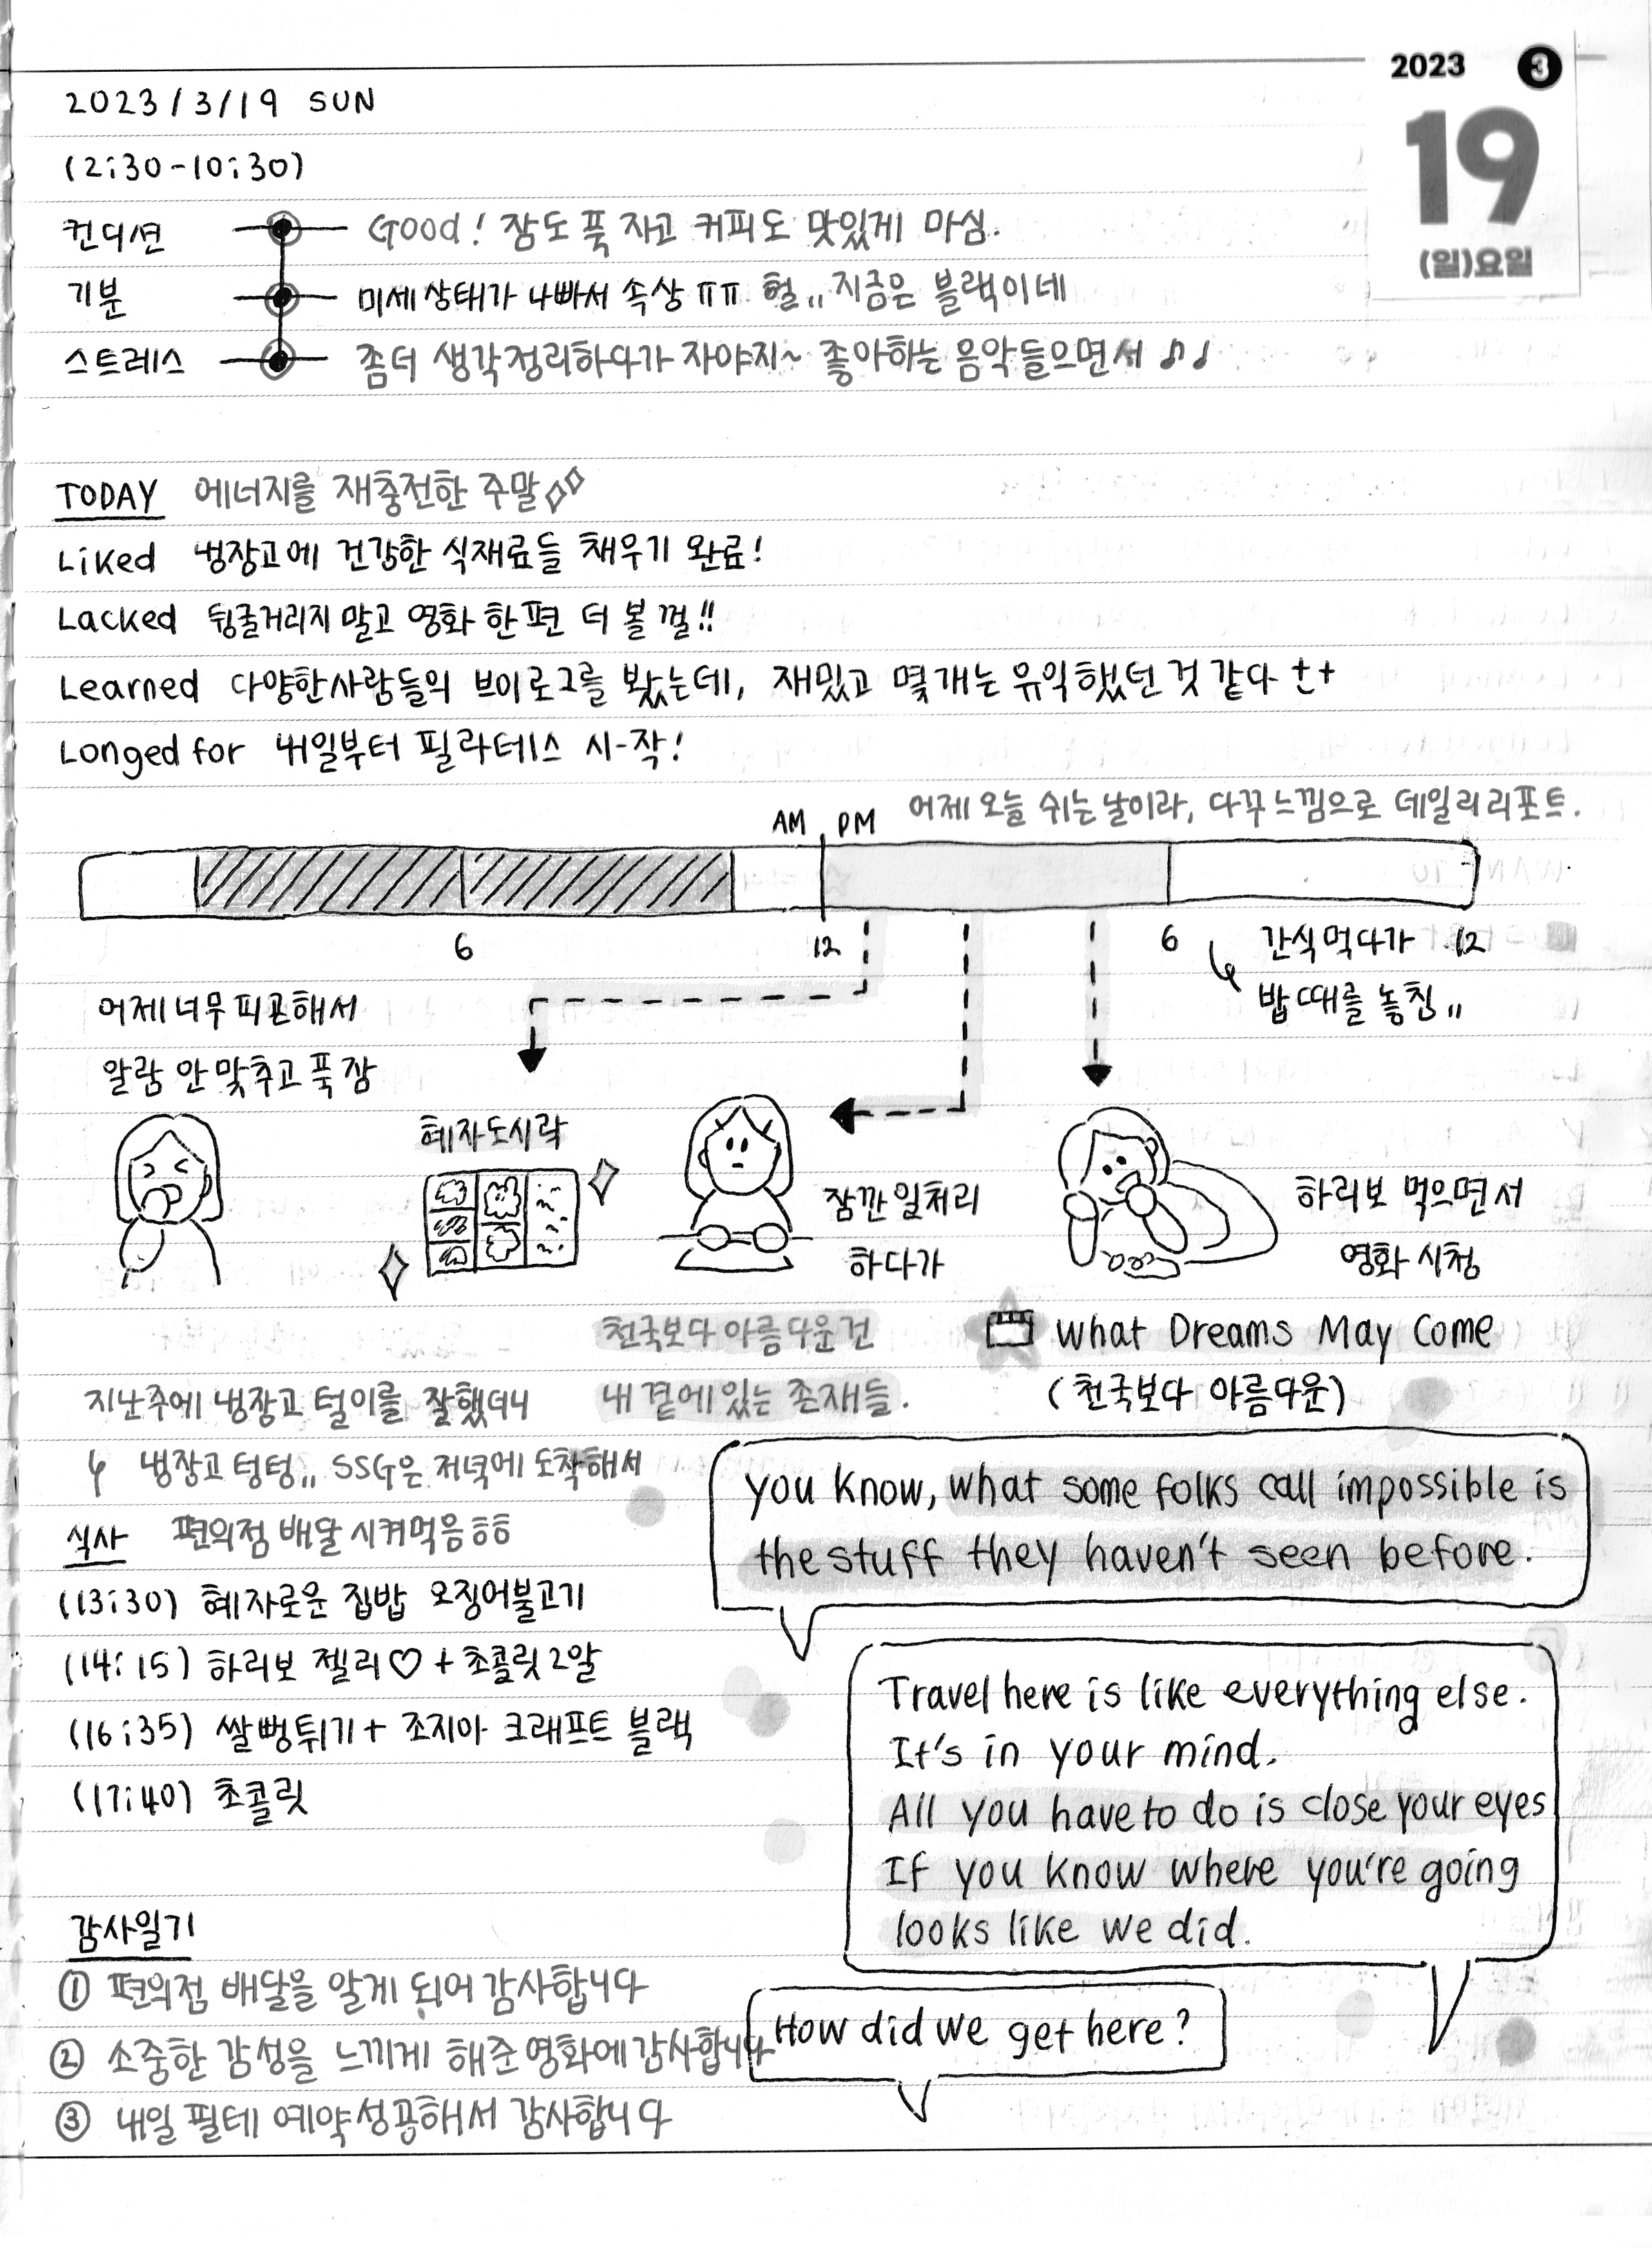 2023 3
19
(일)요일
2023/3/19 SUN
(2:30-10:30)
컨디션 Good! 잠도 푹 자고 커피도 맛있게 마심.
기분 미세상태가 나빠서 속상 ㅠㅠ 헐,, 지금은 블랙이네
스트레스 좀더 생각정리하다가 자야지~ 좋아하는 음악들으면서 ♪♩
TODAY 에너지를 재충전한 주말
Liked 냉장고에 건강한 식재료들 채우기 완료!
Lacked 뒹굴거리지 말고 영화 한편 더 볼 껄!!
Learned 다양한사람들의 브이로그를 봤는데, 재밌고 몇개는 유익했던 것 같다 ±+
Longed for 내일부터 필라테스 시-작!
어제 오늘 쉬는 날이라, 다꾸느낌으로 데일리리포트.
AM PM
6 12 6 12
간식먹다가
밥때를 놓침,,
어제너무피곤해서
알람 안맞추고 푹잠
혜자도시락
잠깐일처리
하다가
하리보 먹으면서
영화 시청
천국보다 아름다운건
내 곁에있는 존재들.
What Dreams May Come
(천국보다 아름다운)
지난주에 냉장고 털이를 잘했더니
↳ 냉장고 텅텅,, SSG은 저녁에 도착해서
식사 편의점 배달 시켜먹음ㅎㅎ
(13:30) 혜자로운 집밥 오징어불고기
(14:15) 하리보 젤리♡ + 초콜릿2알
(16:35) 쌀뻥튀기+ 조지아 크래프트 블랙
(17:40) 초콜릿
you know, what some folks call impossible is
the stuff they haven't seen before.
Travel here is like everything else.
It's in your mind.
All you have to do is close your eyes
If you know where you're going
looks like we did.
How did we get here?
감사일기
① 편의점 배달을 알게 되어 감사합니다
② 소중한 감성을 느끼게 해준영화에감사합니다
③ 내일 필테 예약성공해서 감사합니다